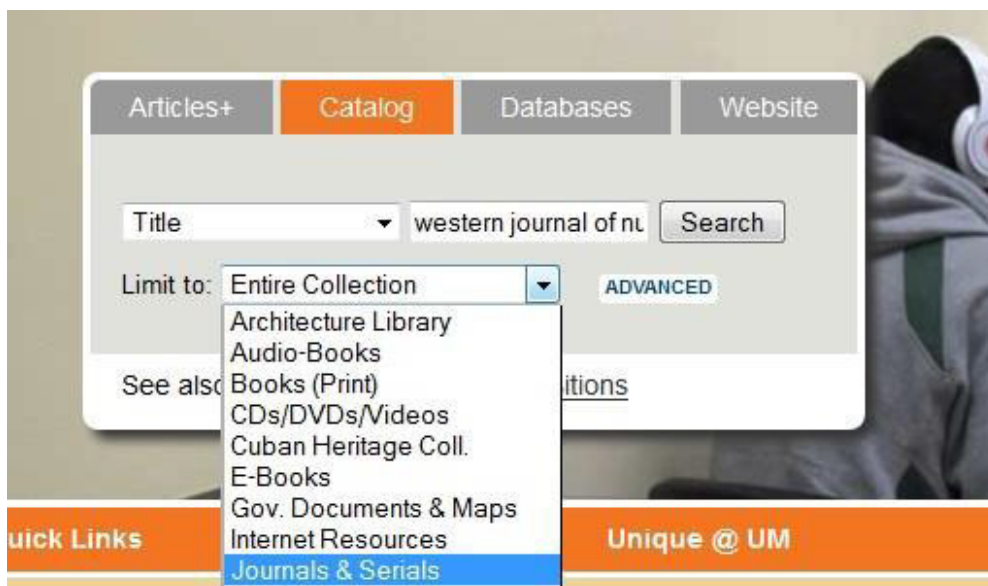 Articles+ Catalog Databases Website
Title western journal of nu Search
Limit to: Entire Collection ADVANCED
Architecture Library
Audio-Books
See also Books (Print) itions
CDs/DVDs/Videos
Cuban Heritage Coll.
E-Books
Gov. Documents & Maps
uick Links Internet Resources Unique @ UM
Journals & Serials